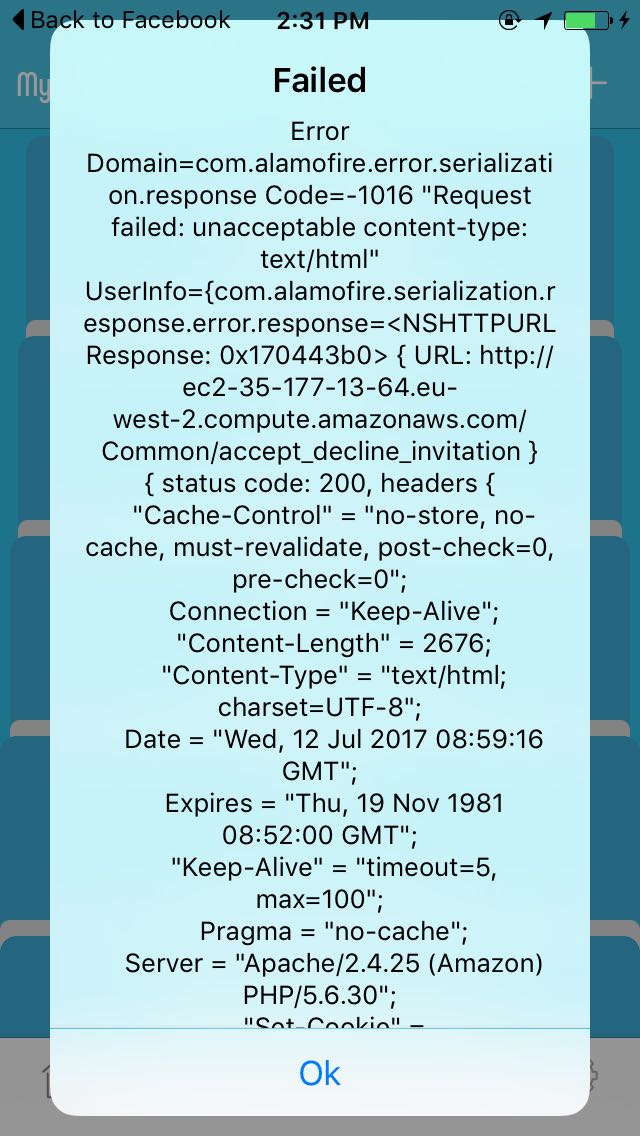 Back to Facebook 2:31 PM
My
Failed
Error
Domain=com.alamofire.error.serializati
on.response Code=-1016 "Request
failed: unacceptable content-type:
text/html"
UserInfo={com.alamofire.serialization.r
esponse.error.response=<NSHTTPURL
Response: 0x170443b0> { URL: http://
ec2-35-177-13-64.eu-
west-2.compute.amazonaws.com/
Common/accept_decline_invitation }
{ status code: 200, headers {
"Cache-Control" = "no-store, no-
cache, must-revalidate, post-check=0,
pre-check=0";
Connection = "Keep-Alive";
"Content-Length" = 2676;
"Content-Type" = "text/html;
charset=UTF-8";
Date = "Wed, 12 Jul 2017 08:59:16
GMT";
Expires = "Thu, 19 Nov 1981
08:52:00 GMT";
"Keep-Alive" = "timeout=5,
max=100";
Pragma = "no-cache";
Server = "Apache/2.4.25 (Amazon)
PHP/5.6.30";
"Set-Cookie" =
Ok